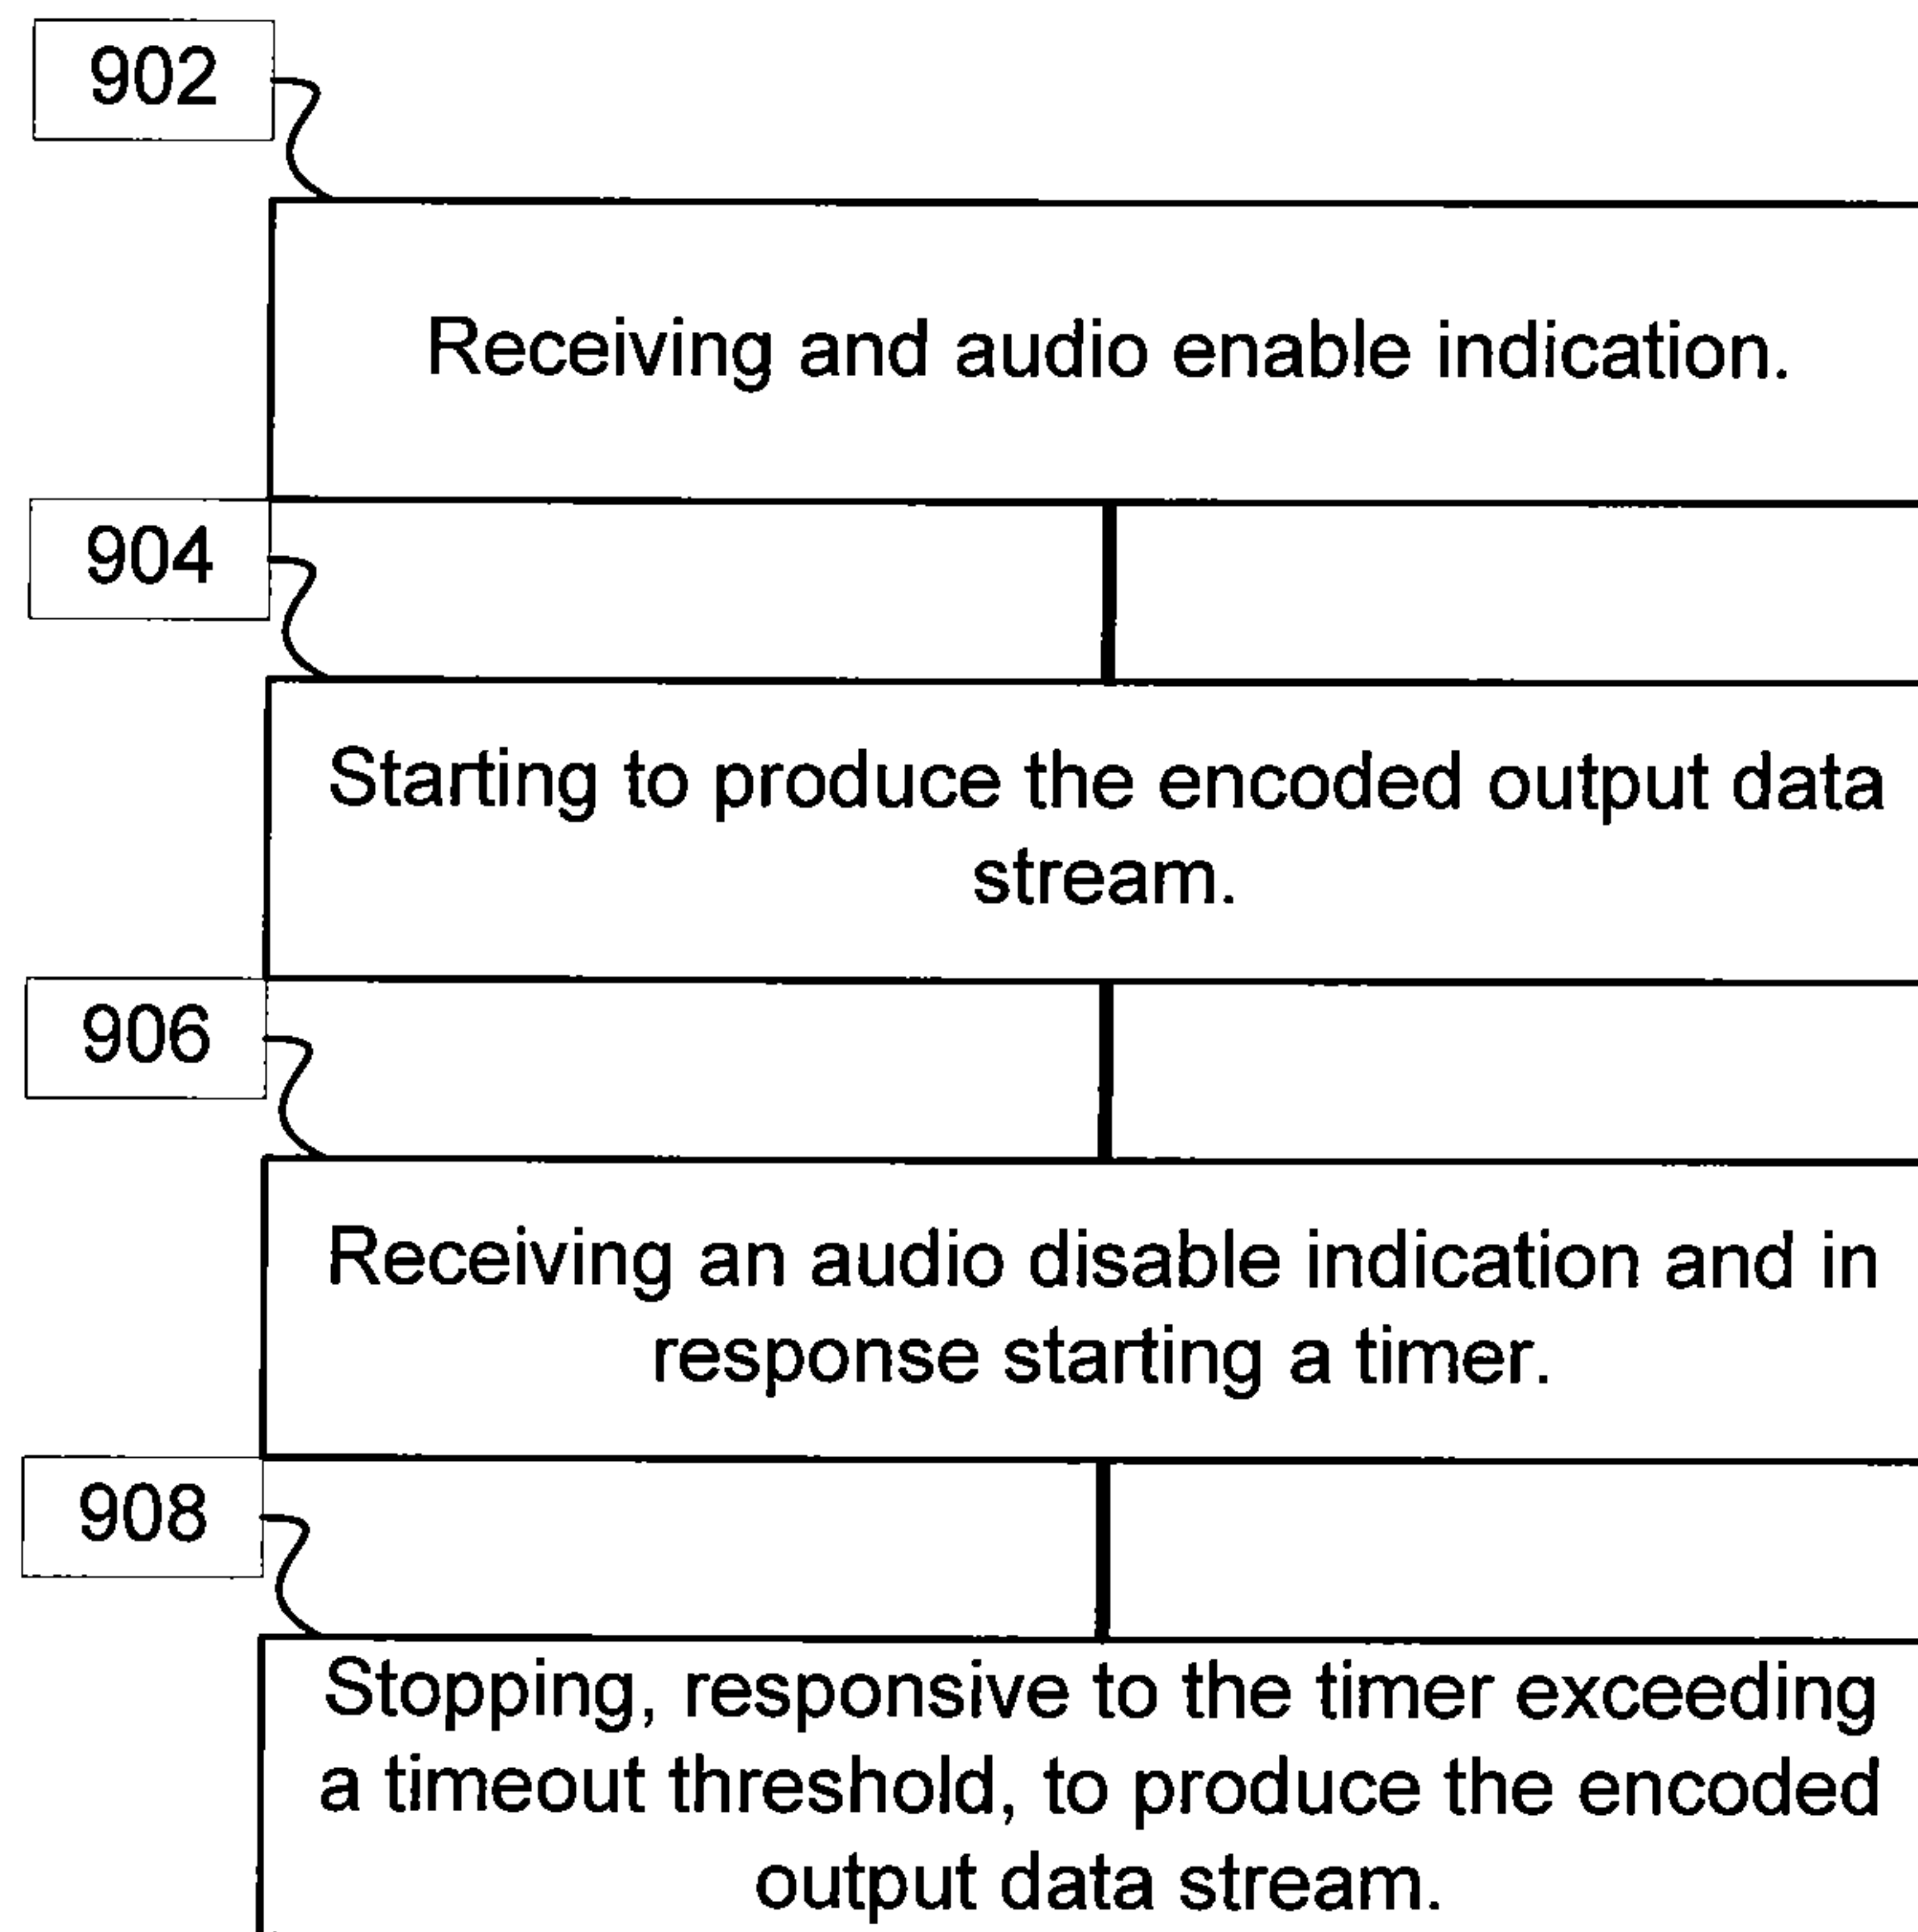 902
Receiving and audio enable indication.
904
Starting to produce the encoded output data
stream.
906
Receiving an audio disable indication and in
response starting a timer.
908
Stopping, responsive to the timer exceeding
a timeout threshold, to produce the encoded
output data stream.